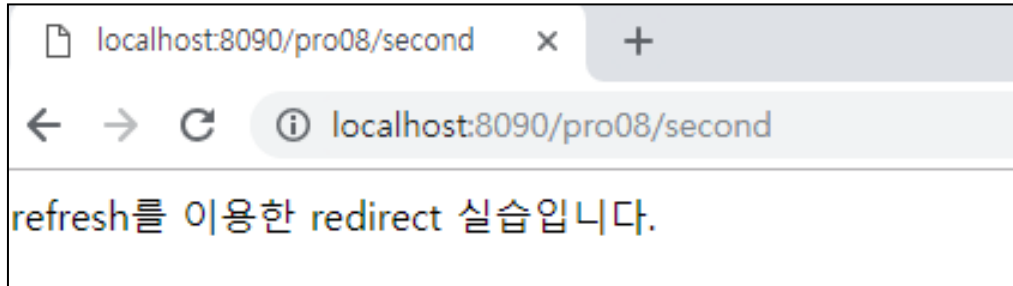 localhost:8090/pro08/second
localhost:8090/pro08/second
refresh를 이용한 redirect 실습입니다.